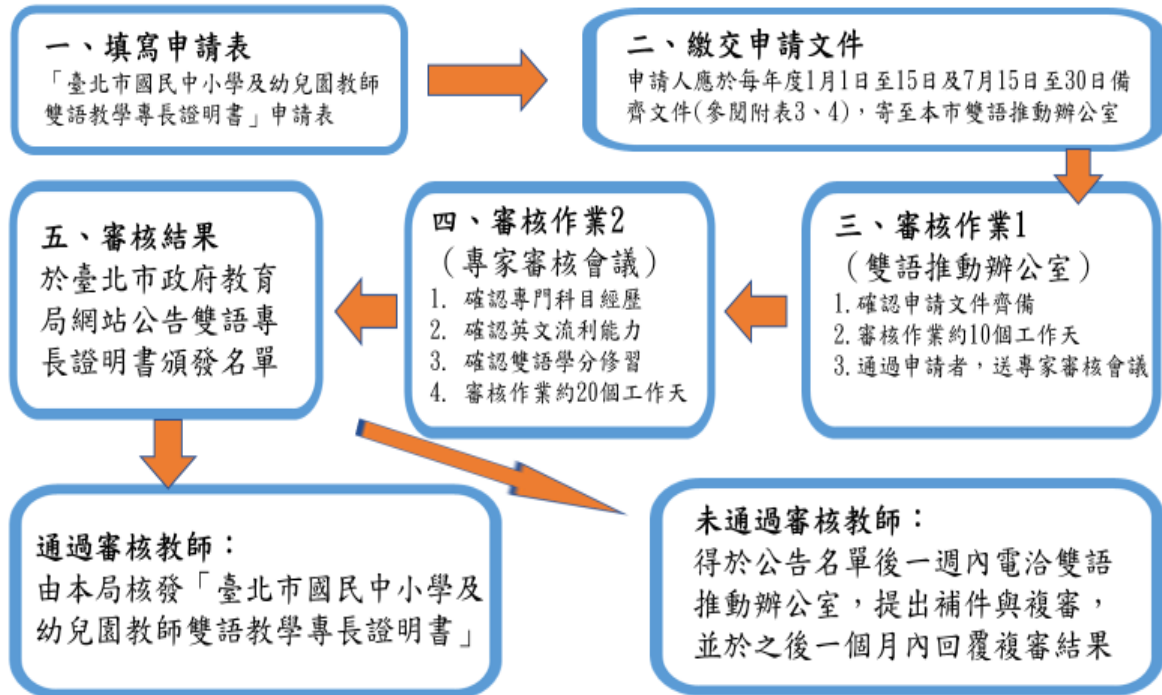 一、填寫申請表
「臺北市國民中小學及幼兒園教師
雙語教學專長證明書」申請表
二、繳交申請文件
申請人應於每年度1月1日至15日及7月15日至30日備
齊文件(參閱附表3、4)，寄至本市雙語推動辦公室
三、審核作業1
（雙語推動辦公室）
1.確認申請文件齊備
2.審核作業約10個工作天
3.通過申請者，送專家審核會議
四、審核作業2
（專家審核會議）
1. 確認專門科目經歷
2. 確認英文流利能力
3. 確認雙語學分修習
4. 審核作業約20個工作天
五、審核結果
於臺北市政府教育
局網站公告雙語專
長證明書頒發名單
通過審核教師：
由本局核發「臺北市國民中小學及
幼兒園教師雙語教學專長證明書」
未通過審核教師：
得於公告名單後一週內電洽雙語
推動辦公室，提出補件與複審，
並於之後一個月內回覆複審結果